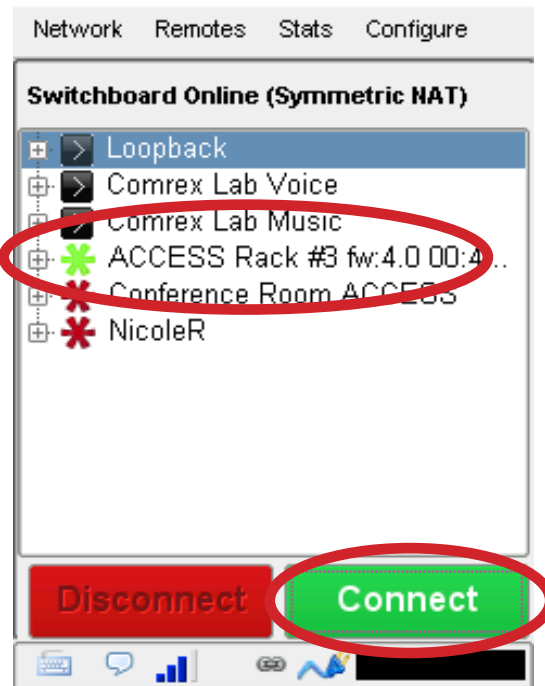 Network Remotes Stats Configure
Switchboard Online (Symmetric NAT)
Loopback
Comrex Lab Voice
Comrex Lab Music
ACCESS Rack #3 fw:4.0 00:4...
Conference Room ACCESS
NicoleR
Disconnect Connect